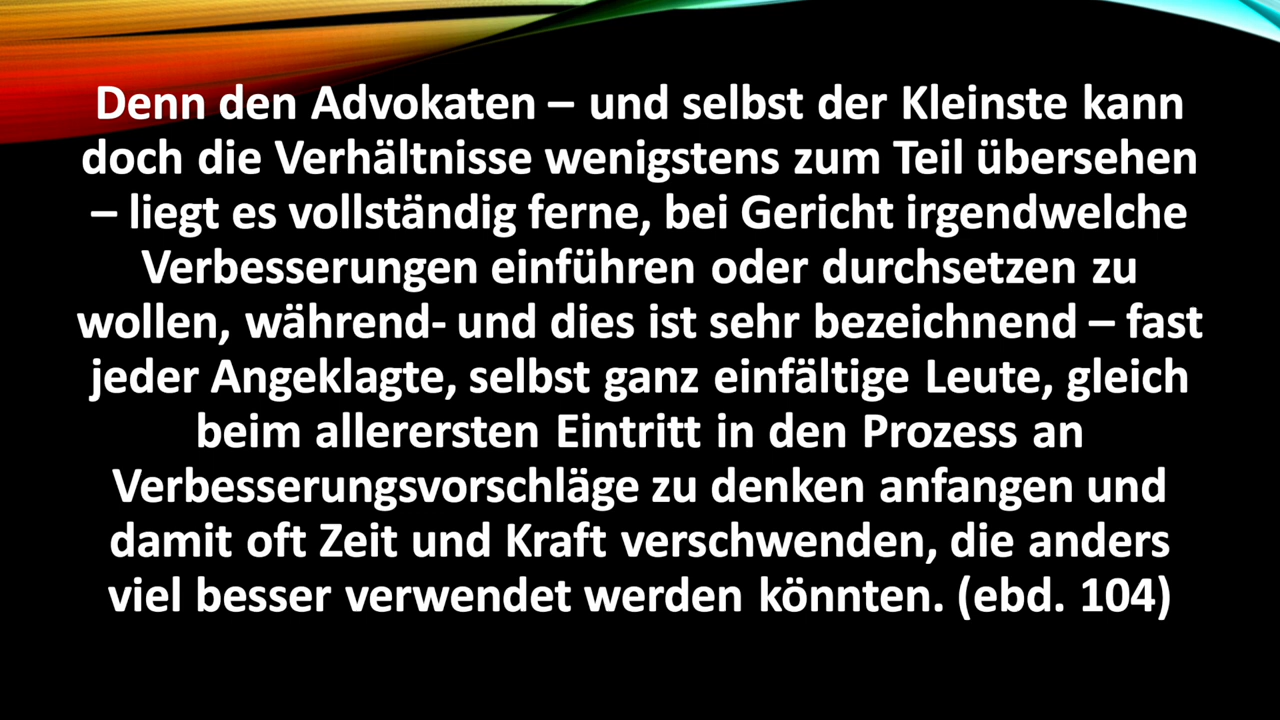 Denn den Advokaten – und selbst der Kleinste kann
doch die Verhältnisse wenigstens zum Teil übersehen
– liegt es vollständig ferne, bei Gericht irgendwelche
Verbesserungen einführen oder durchsetzen zu
wollen, während- und dies ist sehr bezeichnend – fast
jeder Angeklagte, selbst ganz einfältige Leute, gleich
beim allerersten Eintritt in den Prozess an
Verbesserungsvorschläge zu denken anfangen und
damit oft Zeit und Kraft verschwenden, die anders
viel besser verwendet werden könnten. (ebd. 104)